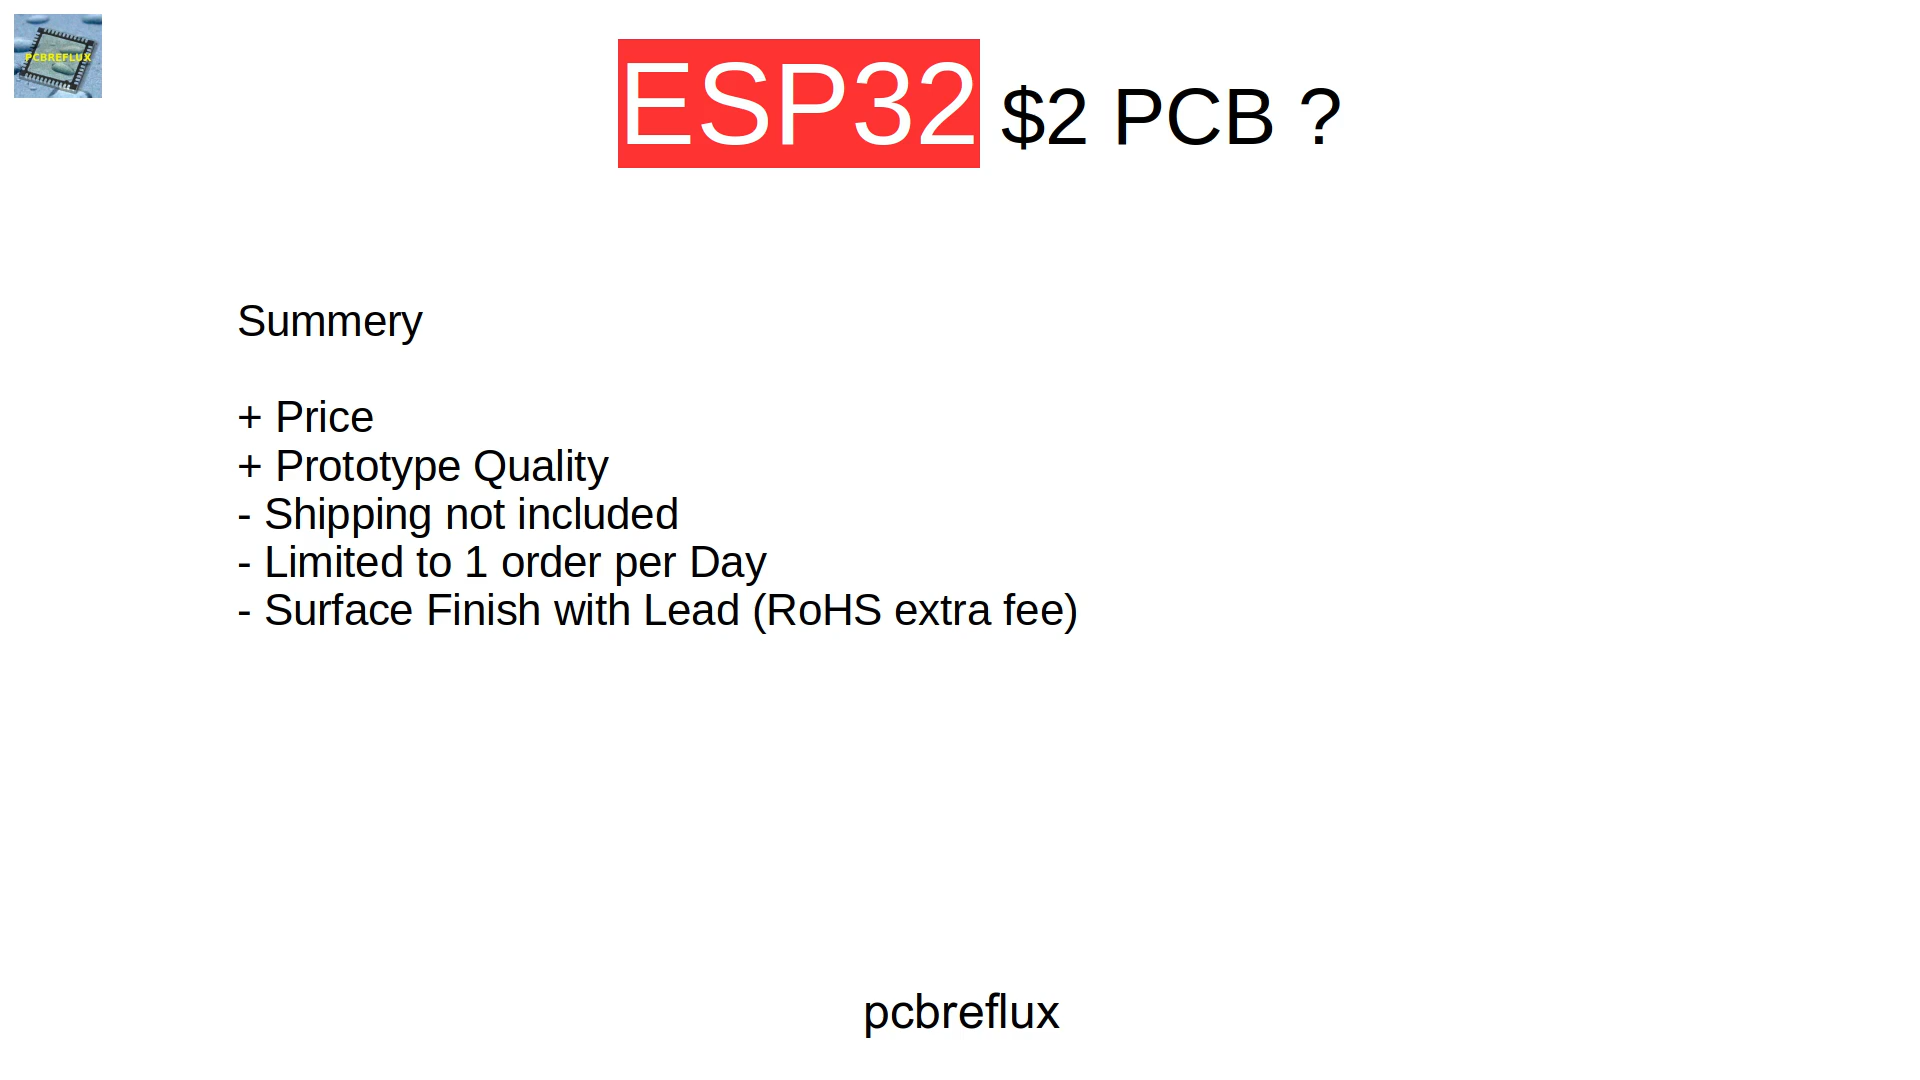 PCBREFLUX
ESP32 $2 PCB ?
Summery
+ Price
+ Prototype Quality
- Shipping not included
- Limited to 1 order per Day
- Surface Finish with Lead (RoHS extra fee)
pcbreflux